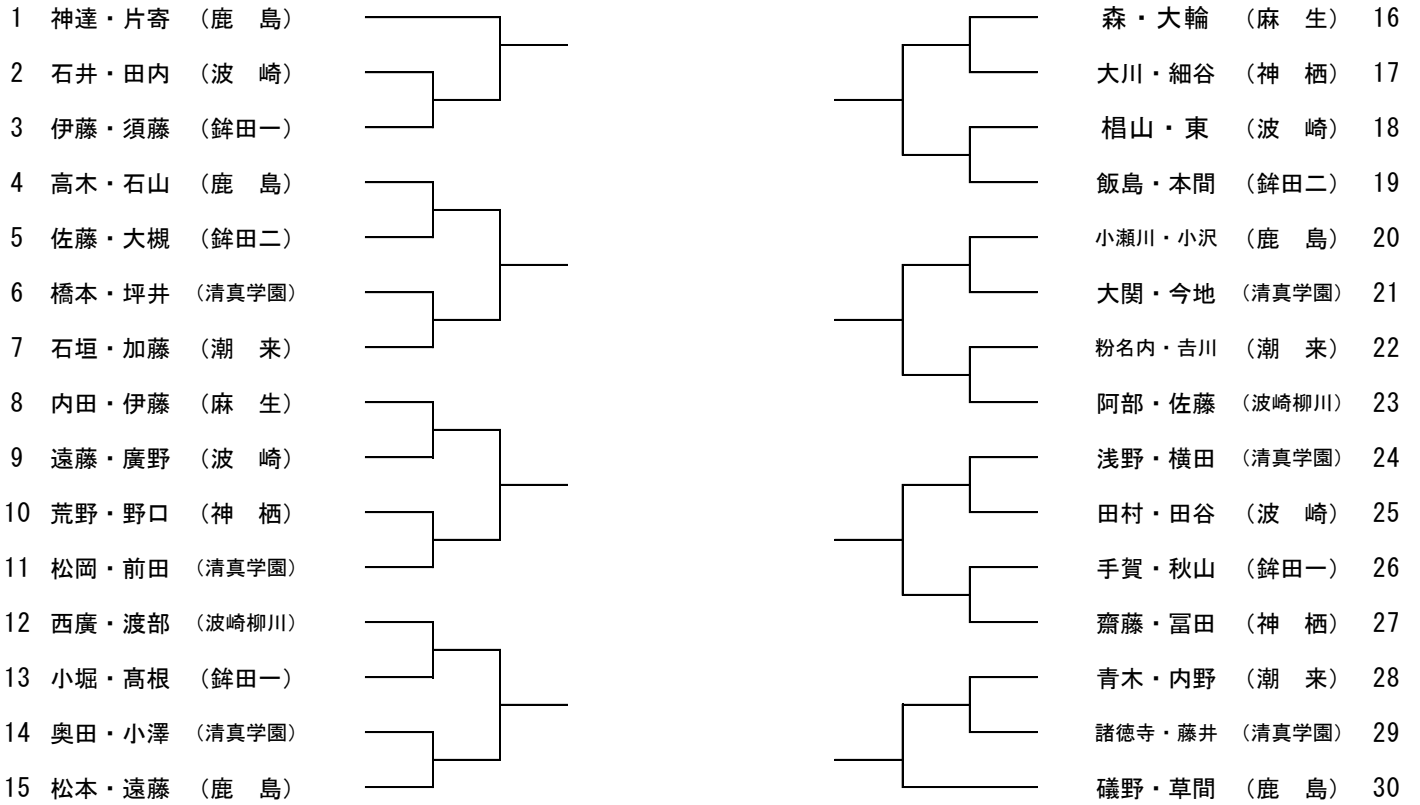 1 神達・片寄 （鹿　島）
2 石井・田内 （波　崎）
3 伊藤・須藤 （鉾田一）
4 高木・石山 （鹿　島）
5 佐藤・大槻 （鉾田二）
6 橋本・坪井 （清真学園）
7 石垣・加藤 （潮　来）
8 内田・伊藤 （麻　生）
9 遠藤・廣野 （波　崎）
10 荒野・野口 （神　栖）
11 松岡・前田 （清真学園）
12 西廣・渡部 （波崎柳川）
13 小堀・髙根 （鉾田一）
14 奥田・小澤 （清真学園）
15 松本・遠藤 （鹿　島）
森・大輪 （麻　生） 16
大川・細谷 （神　栖） 17
椙山・東 （波　崎） 18
飯島・本間 （鉾田二） 19
小瀬川・小沢 （鹿　島） 20
大関・今地 （清真学園） 21
粉名内・𠮷川 （潮　来） 22
阿部・佐藤 （波崎柳川） 23
浅野・横田 （清真学園） 24
田村・田谷 （波　崎） 25
手賀・秋山 （鉾田一） 26
齋藤・冨田 （神　栖） 27
青木・内野 （潮　来） 28
諸徳寺・藤井 （清真学園） 29
礒野・草間 （鹿　島） 30